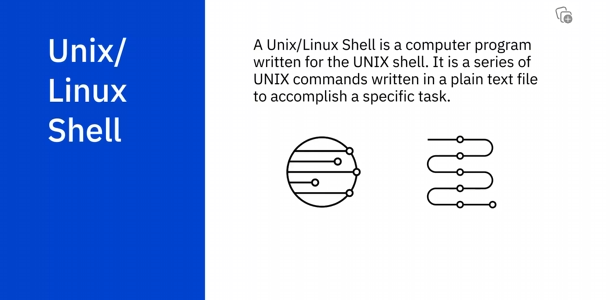 Unix/
Linux
Shell
A Unix/Linux Shell is a computer program
written for the UNIX shell. It is a series of
UNIX commands written in a plain text file
to accomplish a specific task.